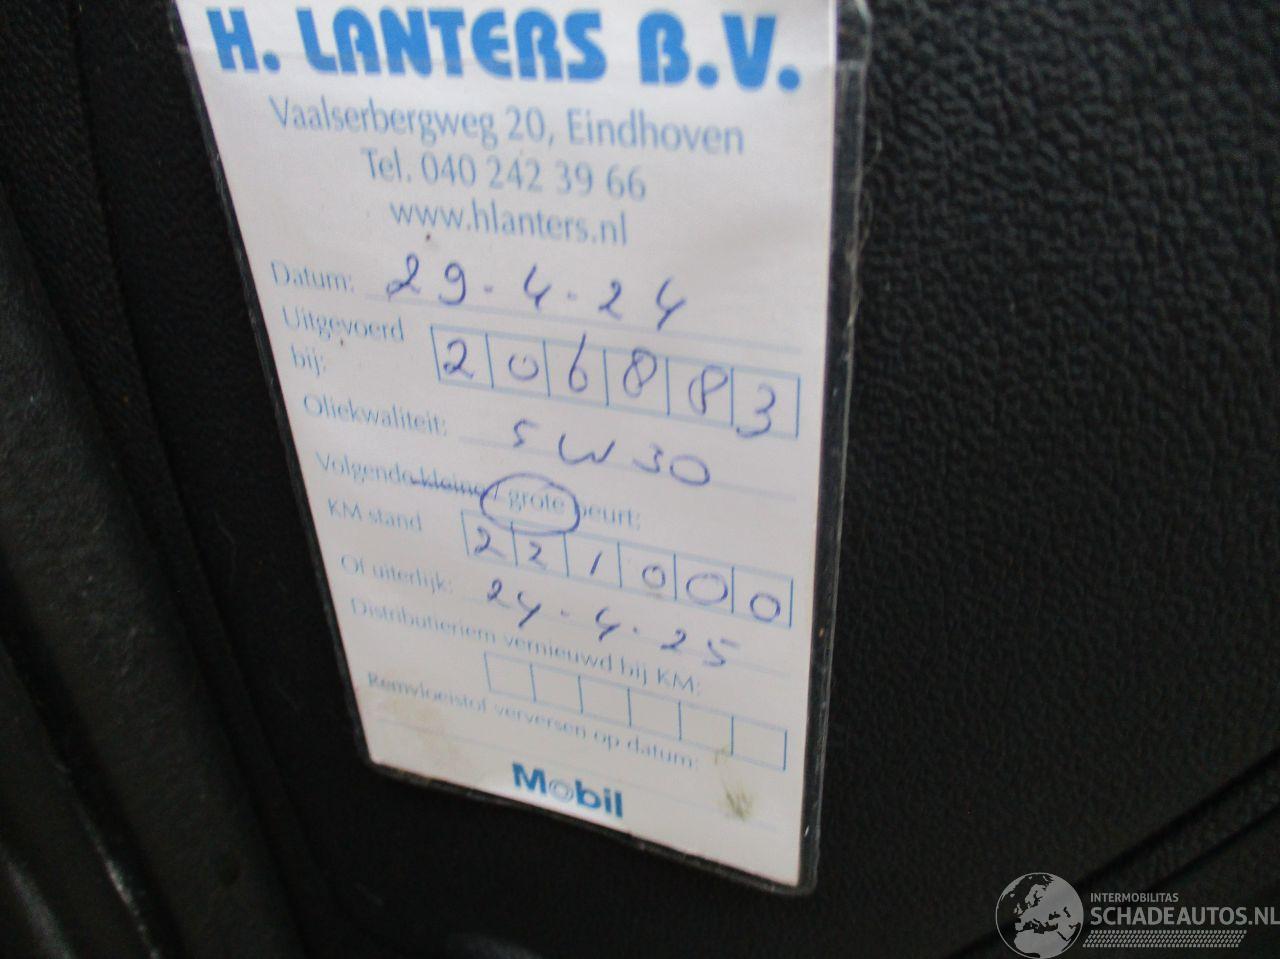 H. LANTERS B.V.
Vaalserbergweg 20, Eindhoven
Tel. 040 242 39 66
www.hlanters.nl
Datum: 29-4-24
Uitgevoerd
bij: 206883
Oliekwaliteit: 5W30
Volgende kleine / grote beurt:
KM stand 221000
Of uiterlijk: 24-4-25
Distributieriem vernieuwd bij KM:
Remvloeistof verversen op datum:
Mobil
INTERMOBILITAS
SCHADEAUTOS.NL